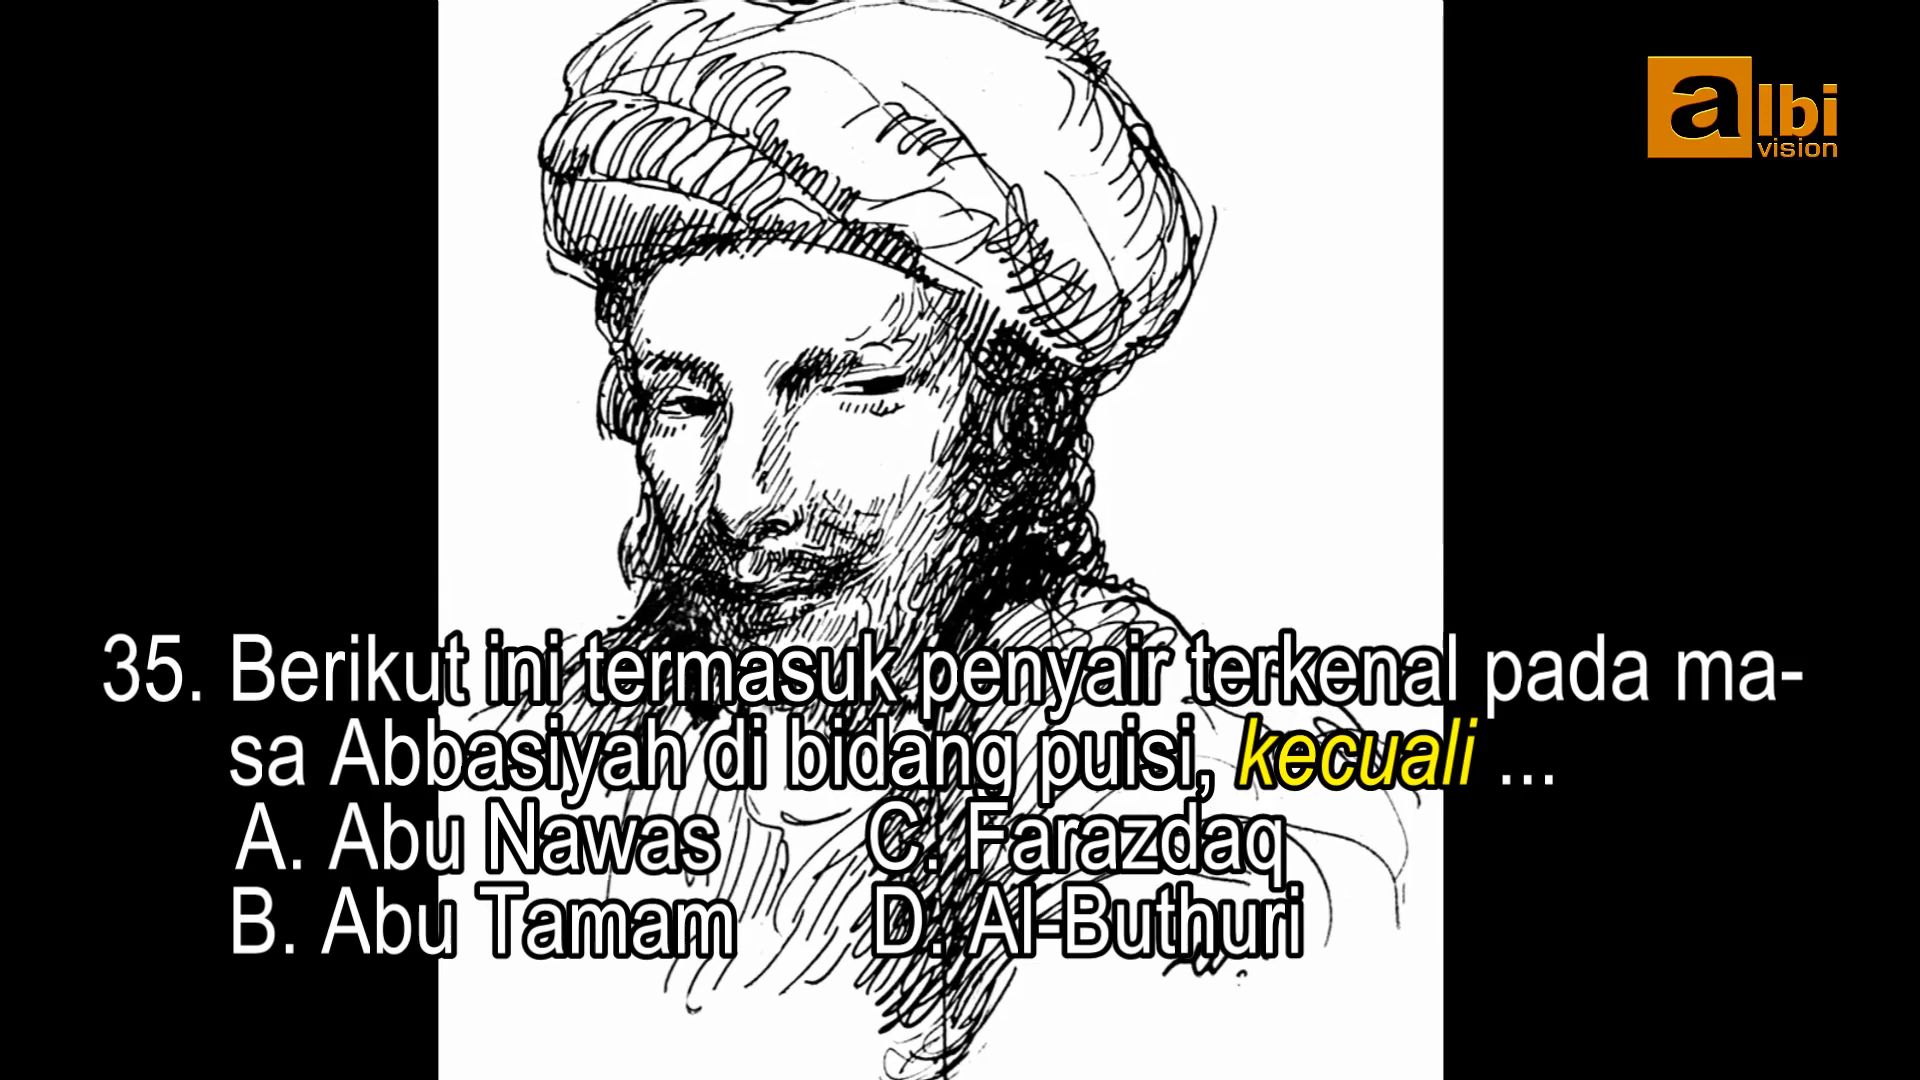 albi
vision
35. Berikut ini termasuk penyair terkenal pada ma-
sa Abbasiyah di bidang puisi, kecuali ...
A. Abu Nawas C. Farazdaq
B. Abu Tamam D. Al-Buthuri